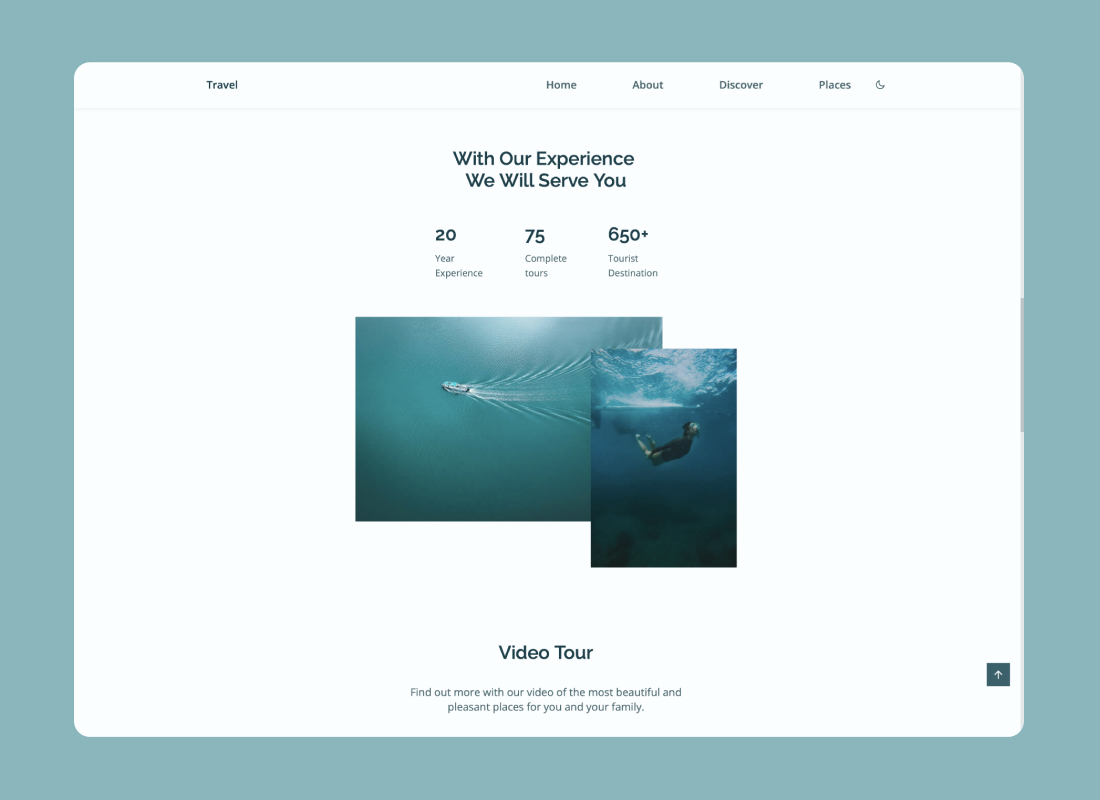 Travel
Home
About
Discover
Places
With Our Experience
We Will Serve You
20
Year
Experience
75
Complete
tours
650+
Tourist
Destination
Video Tour
Find out more with our video of the most beautiful and
pleasant places for you and your family.